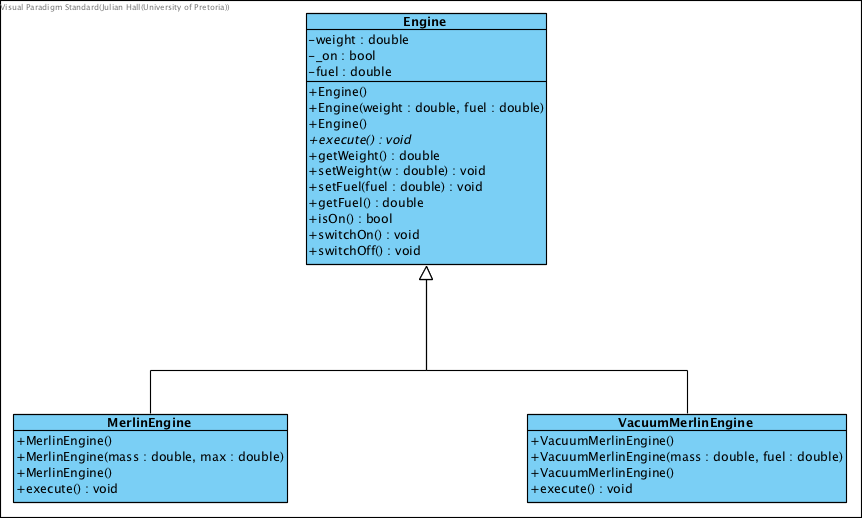 Visual Paradigm Standard(Julian Hall(University of Pretoria))
Engine
-weight : double
-_on : bool
-fuel : double
+Engine()
+Engine(weight : double, fuel : double)
+Engine()
+execute() : void
+getWeight() : double
+setWeight(w : double) : void
+setFuel(fuel : double) : void
+getFuel() : double
+isOn() : bool
+switchOn() : void
+switchOff() : void
MerlinEngine
+MerlinEngine()
+MerlinEngine(mass : double, max : double)
+MerlinEngine()
+execute() : void
VacuumMerlinEngine
+VacuumMerlinEngine()
+VacuumMerlinEngine(mass : double, fuel : double)
+VacuumMerlinEngine()
+execute() : void